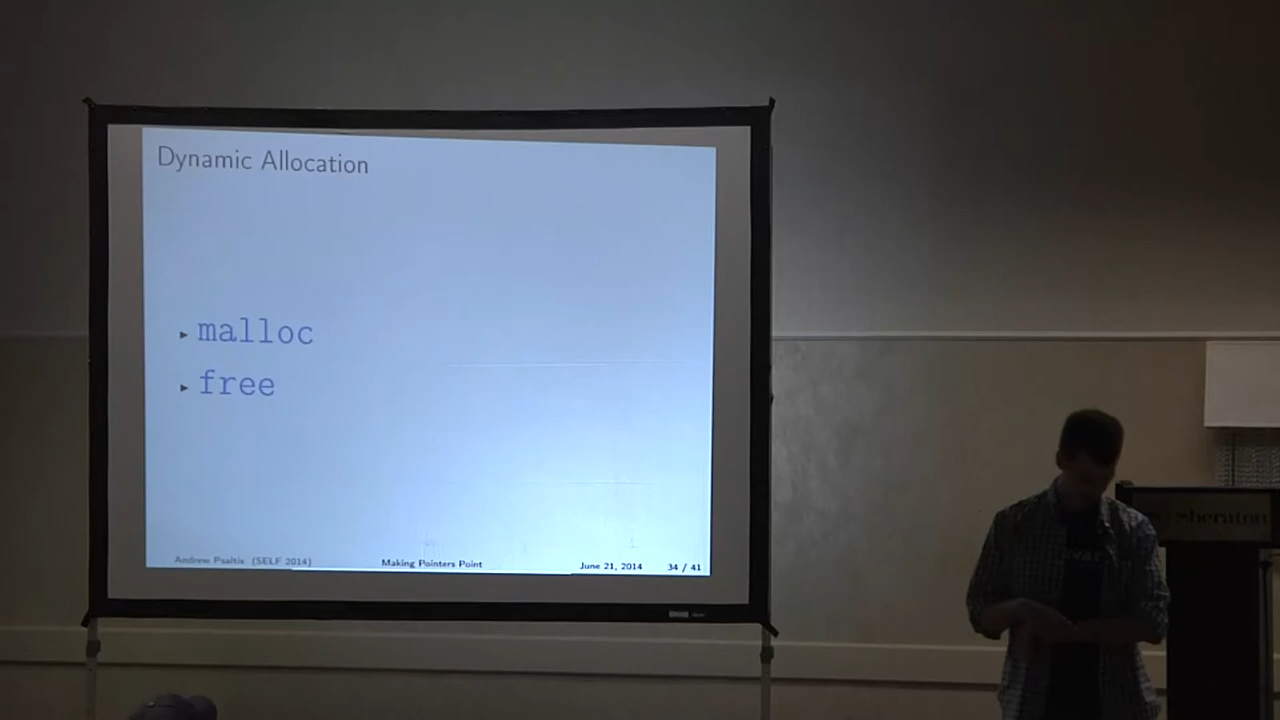 Dynamic Allocation
malloc
free
Andrew Psaltis (SELF 2014)
Making Pointers Point
June 21, 2014
34 / 41
Sheraton